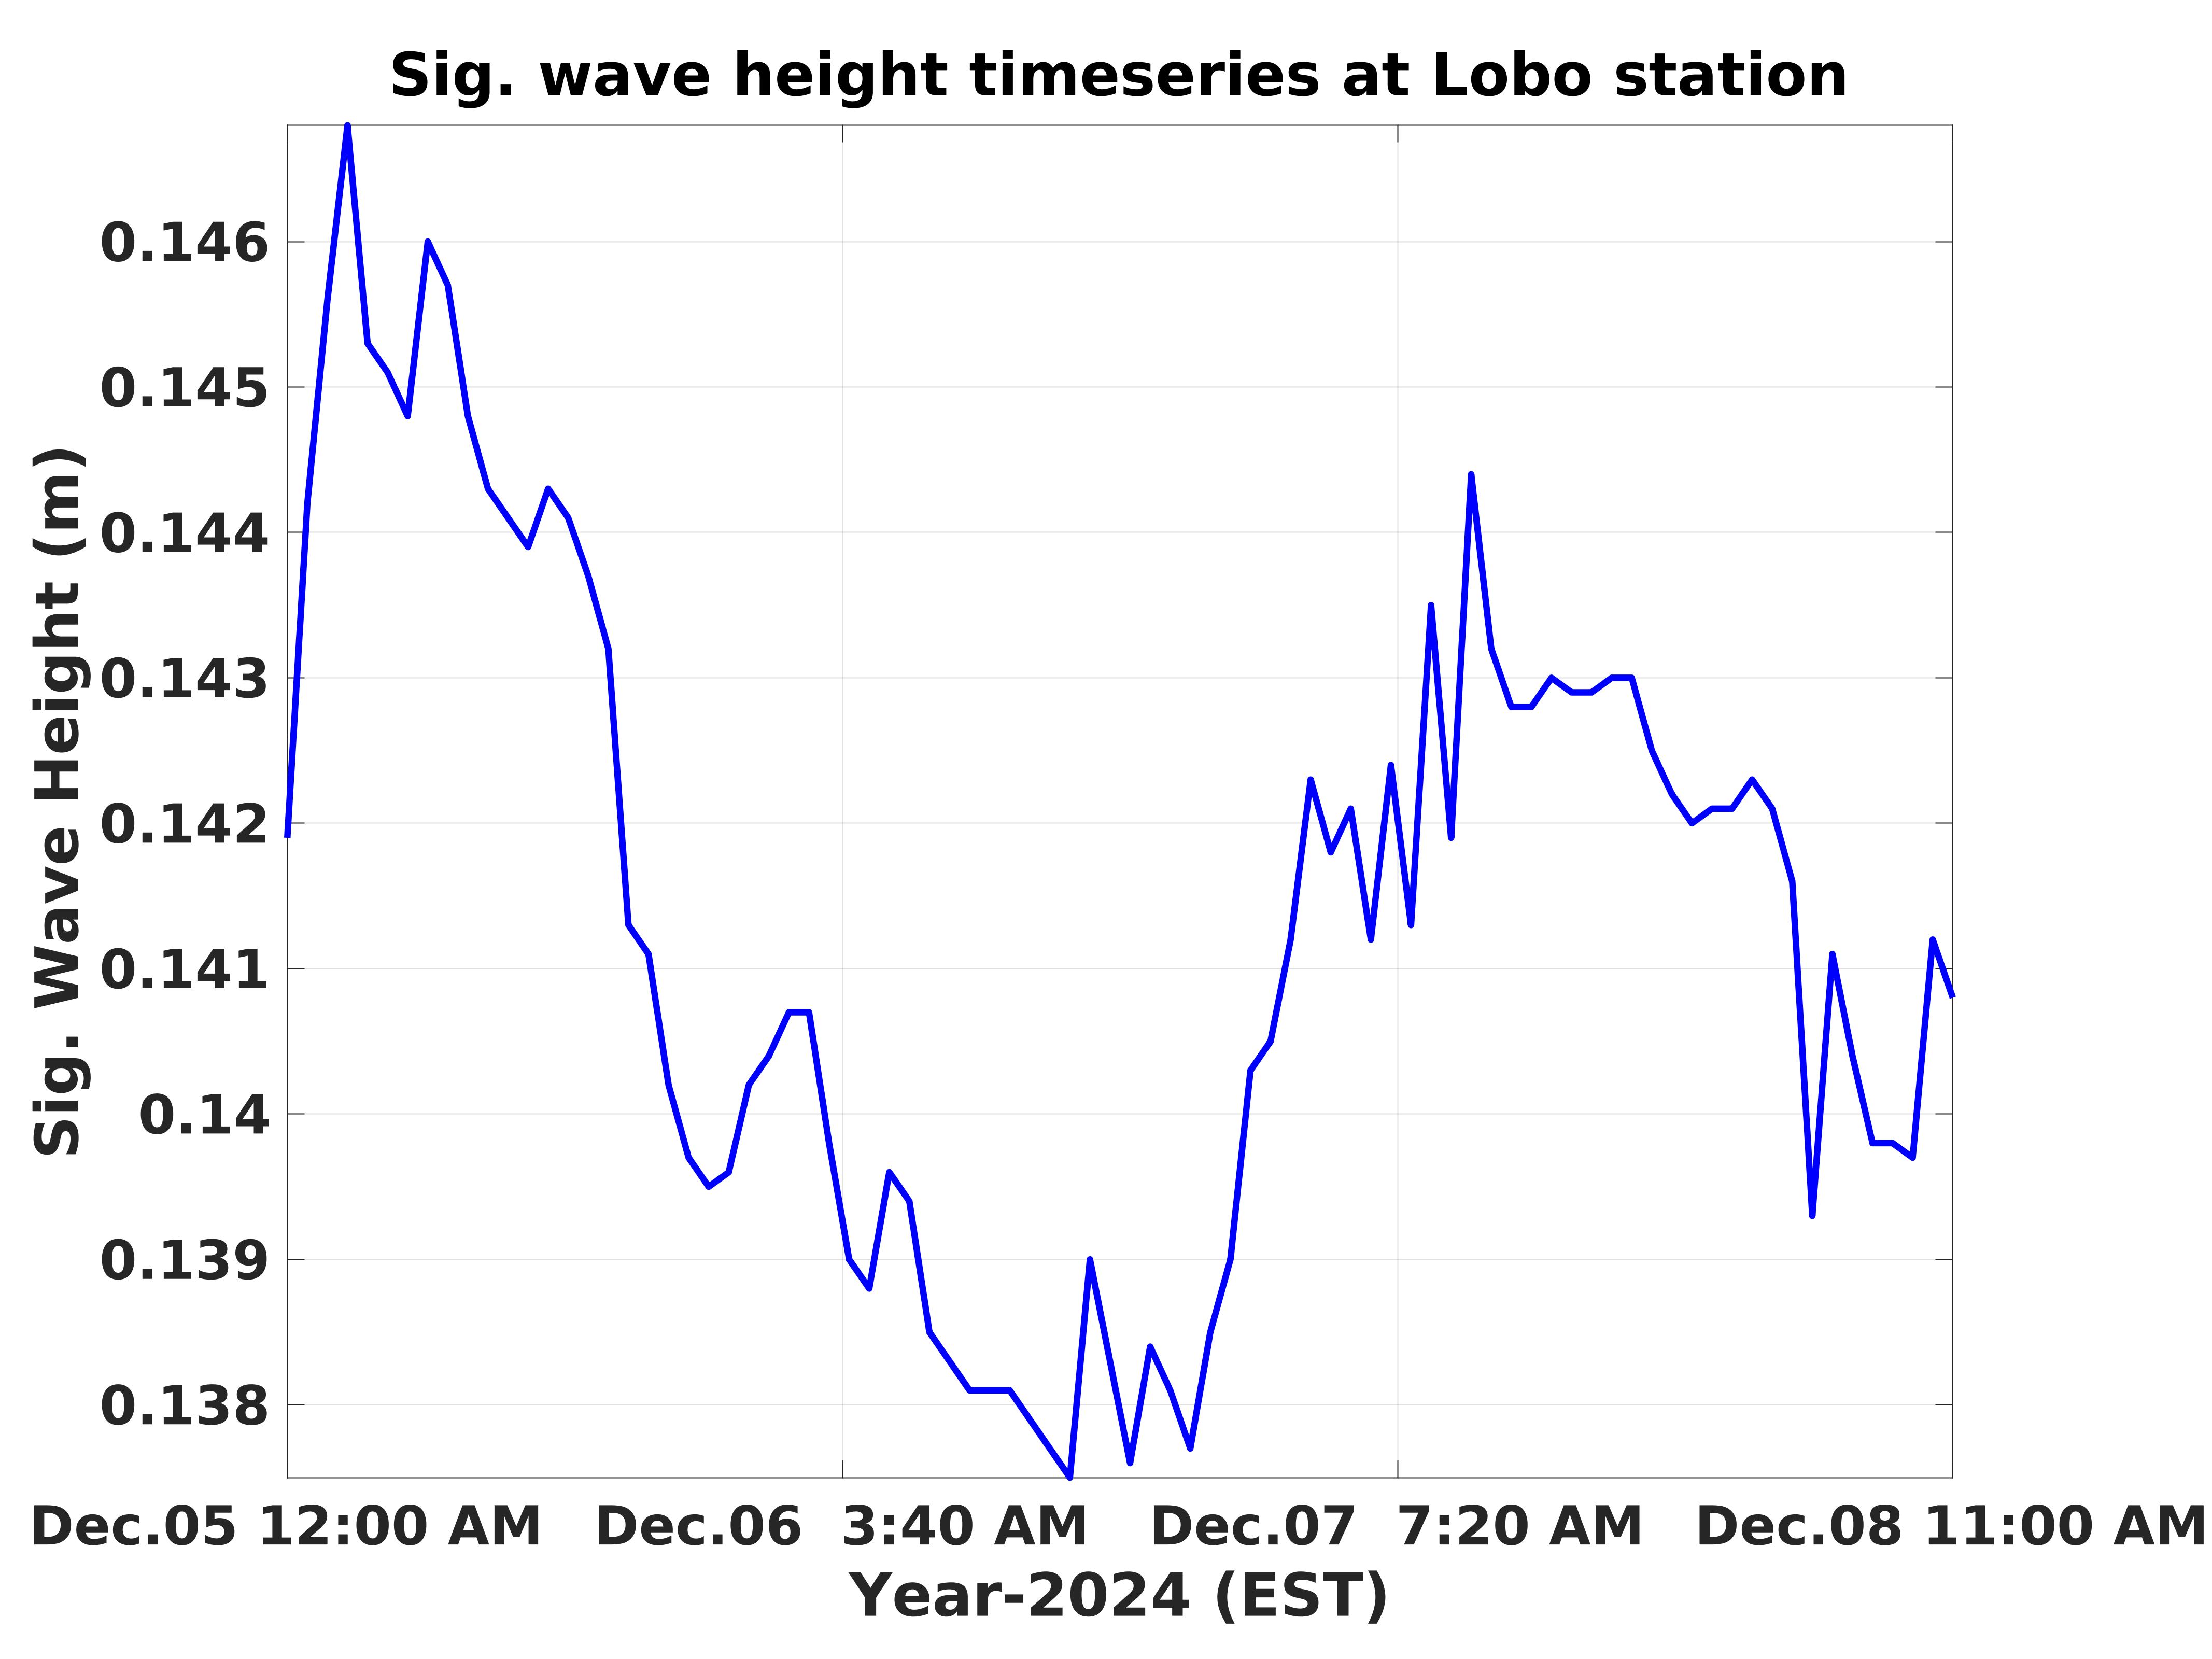 Sig. wave height timeseries at Lobo station
Sig. Wave Height (m)
0.146
0.145
0.144
0.143
0.142
0.141
0.14
0.139
0.138
Dec.05 12:00 AM Dec.06 3:40 AM Dec.07 7:20 AM Dec.08 11:00 AM
Year-2024 (EST)